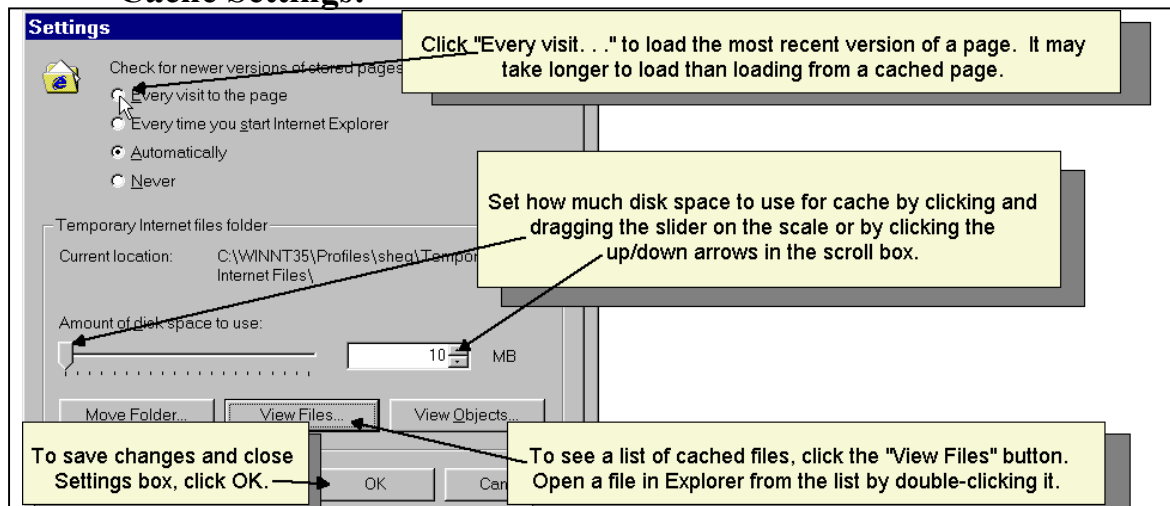 Cache Settings:
Settings
Click "Every visit. . ." to load the most recent version of a page. It may
take longer to load than loading from a cached page.
Check for newer versions of stored pages
Every visit to the page
Every time you start Internet Explorer
Automatically
Never
Set how much disk space to use for cache by clicking and
dragging the slider on the scale or by clicking the
up/down arrows in the scroll box.
Temporary Internet files folder
Current location:
C:\WINNT35\Profiles\sheq\Tempor
Internet Files\
Amount of disk space to use:
10 MB
Move Folder... View Files... View Objects...
To save changes and close
Settings box, click OK.
OK Can
To see a list of cached files, click the "View Files" button.
Open a file in Explorer from the list by double-clicking it.